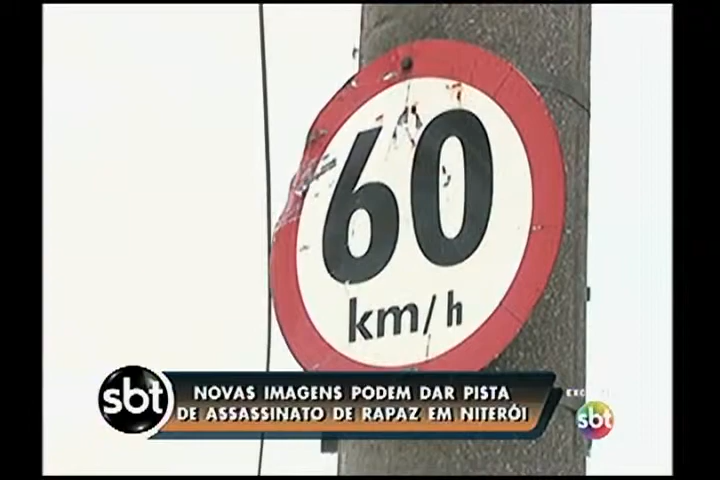 60
km/h
sbt
NOVAS IMAGENS PODEM DAR PISTA
DE ASSASSINATO DE RAPAZ EM NITERÓI
sbt